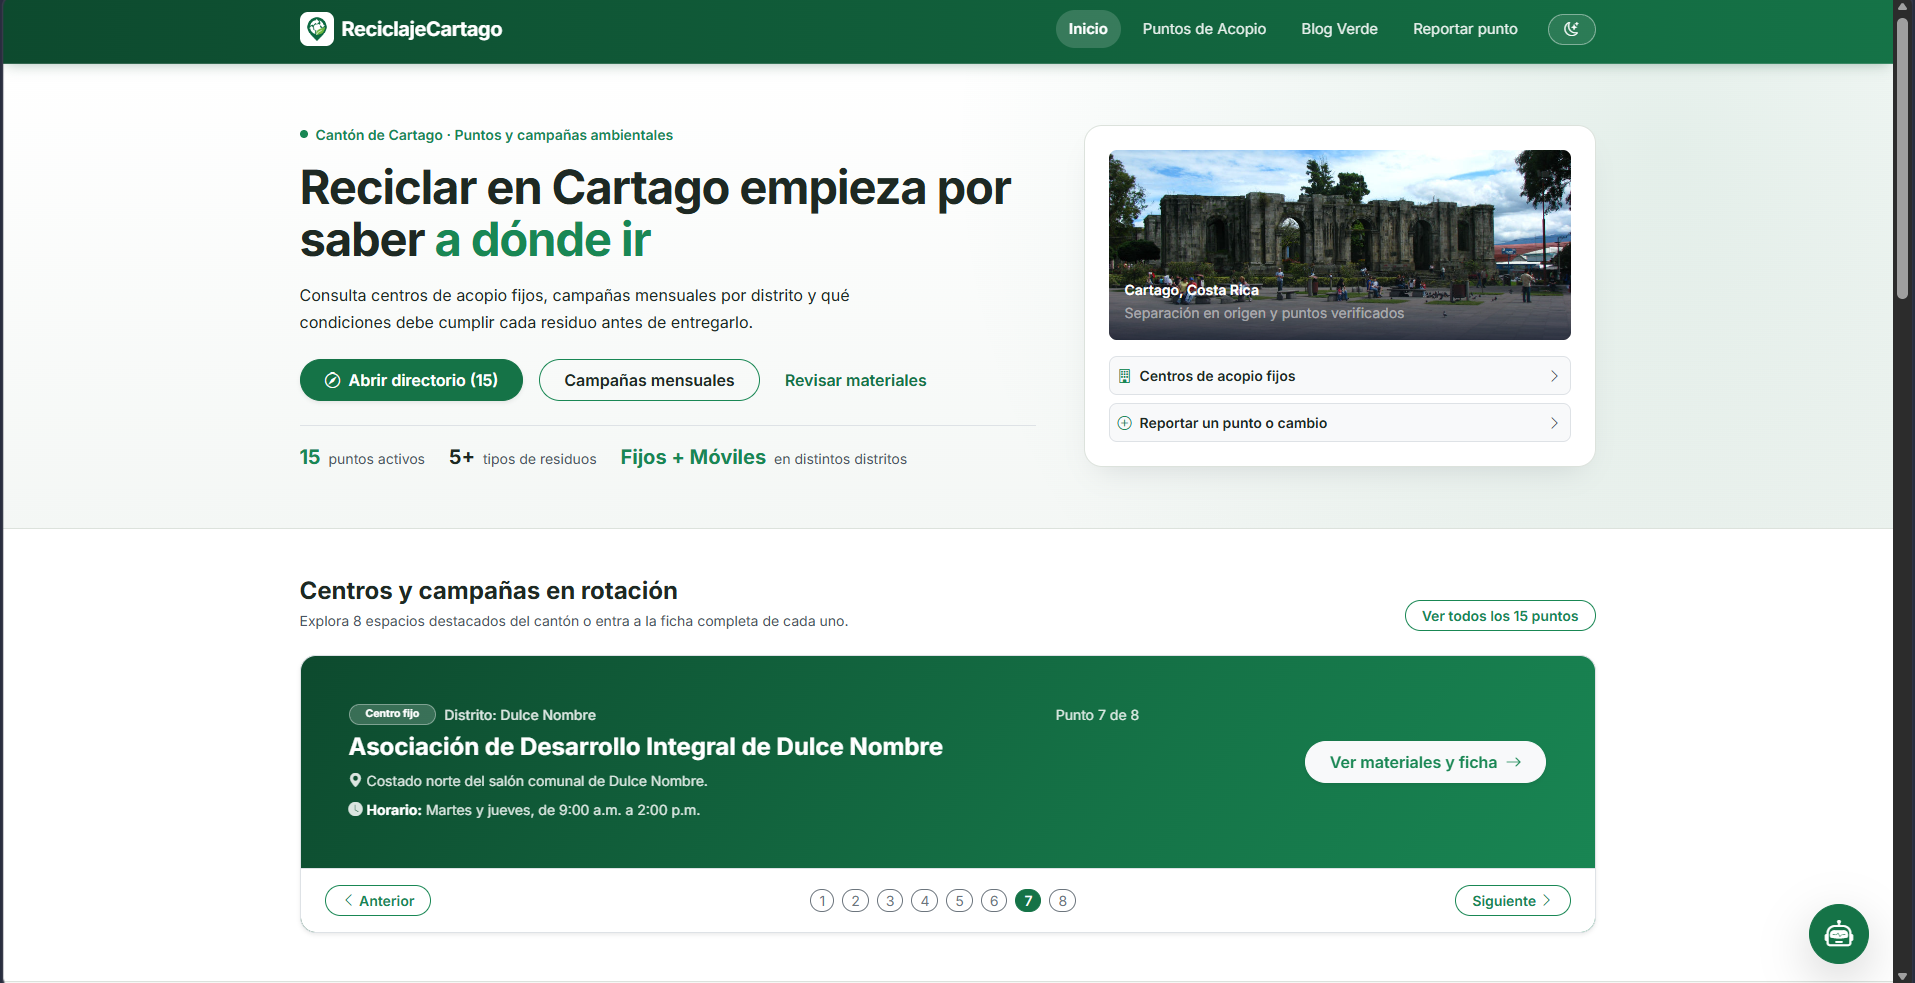 ReciclajeCartago
Inicio
Puntos de Acopio
Blog Verde
Reportar punto
Cantón de Cartago · Puntos y campañas ambientales
Reciclar en Cartago empieza por
saber a dónde ir
Consulta centros de acopio fijos, campañas mensuales por distrito y qué
condiciones debe cumplir cada residuo antes de entregarlo.
Abrir directorio (15)
Campañas mensuales
Revisar materiales
15 puntos activos
5+ tipos de residuos
Fijos + Móviles en distintos distritos
Cartago, Costa Rica
Separación en origen y puntos verificados
Centros de acopio fijos
Reportar un punto o cambio
Centros y campañas en rotación
Explora 8 espacios destacados del cantón o entra a la ficha completa de cada uno.
Ver todos los 15 puntos
Centro fijo
Distrito: Dulce Nombre
Punto 7 de 8
Asociación de Desarrollo Integral de Dulce Nombre
Costado norte del salón comunal de Dulce Nombre.
Horario: Martes y jueves, de 9:00 a.m. a 2:00 p.m.
Ver materiales y ficha
Anterior
1 2 3 4 5 6 7 8
Siguiente